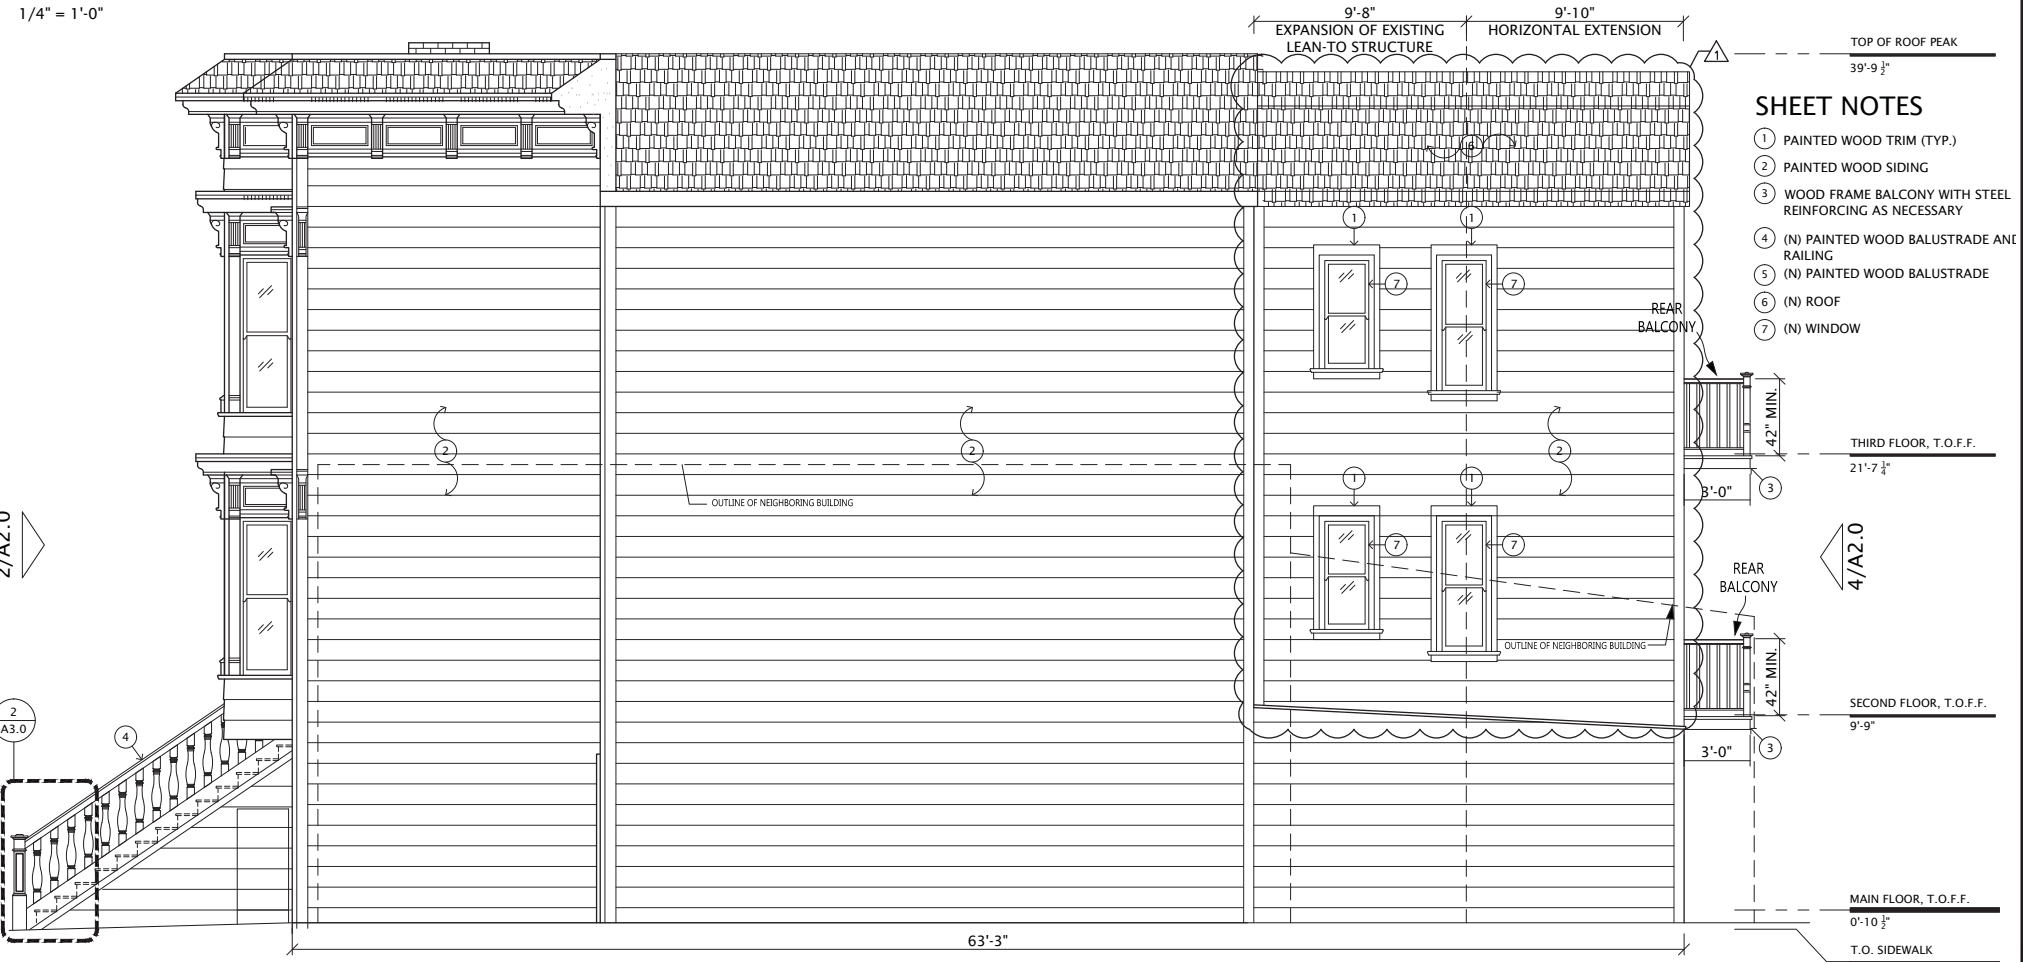 1/4" = 1'-0"
9'-8"
9'-10"
EXPANSION OF EXISTING
LEAN-TO STRUCTURE
HORIZONTAL EXTENSION
1
TOP OF ROOF PEAK
39'-9 1/2"
SHEET NOTES
1 PAINTED WOOD TRIM (TYP.)
2 PAINTED WOOD SIDING
3 WOOD FRAME BALCONY WITH STEEL
REINFORCING AS NECESSARY
4 (N) PAINTED WOOD BALUSTRADE AND
RAILING
5 (N) PAINTED WOOD BALUSTRADE
6 (N) ROOF
7 (N) WINDOW
6
1
1
7
7
REAR
BALCONY
42" MIN.
THIRD FLOOR, T.O.F.F.
21'-7 1/4"
2
2
2
3'-0"
3
OUTLINE OF NEIGHBORING BUILDING
1
1
7
7
2/A2.0
4/A2.0
REAR
BALCONY
OUTLINE OF NEIGHBORING BUILDING
42" MIN.
SECOND FLOOR, T.O.F.F.
9'-9"
3'-0"
3
2
A3.0
4
MAIN FLOOR, T.O.F.F.
0'-10 1/2"
63'-3"
T.O. SIDEWALK